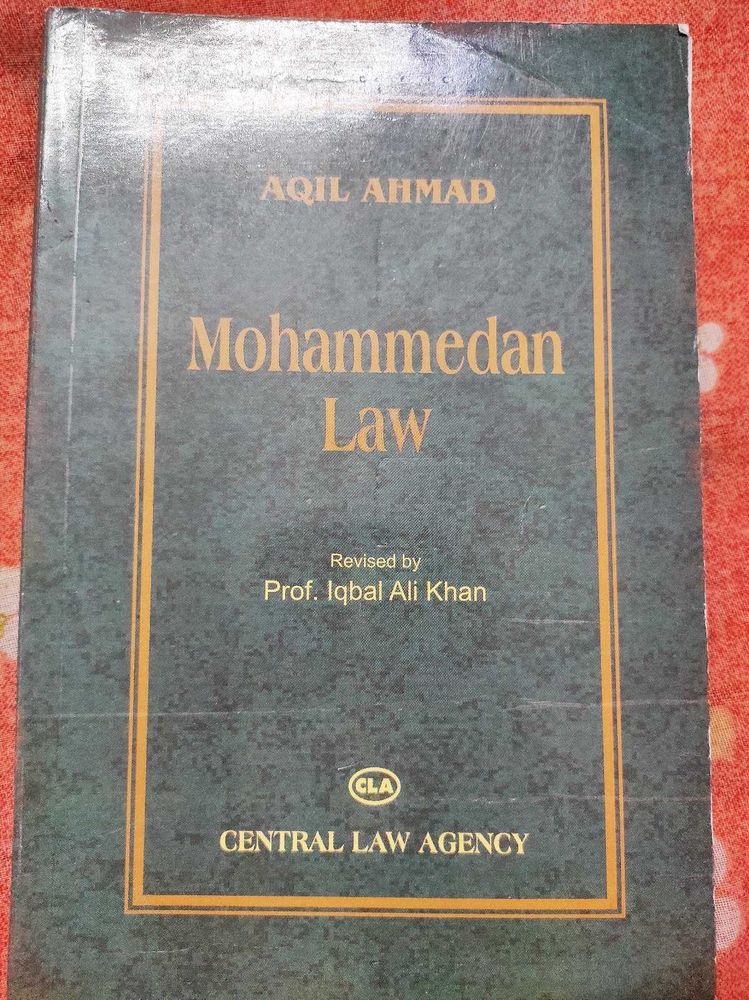 AQIL AHMAD
Mohammedan
Law
Revised by
Prof. Iqbal Ali Khan
CLA
CENTRAL LAW AGENCY